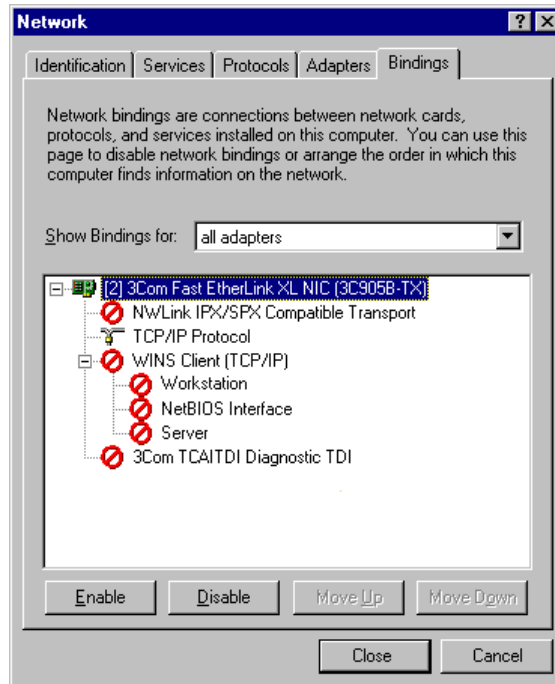 Network
Identification Services Protocols Adapters Bindings
Network bindings are connections between network cards,
protocols, and services installed on this computer. You can use this
page to disable network bindings or arrange the order in which this
computer finds information on the network.
Show Bindings for: all adapters
[2] 3Com Fast EtherLink XL NIC (3C905B-TX)
NWLink IPX/SPX Compatible Transport
TCP/IP Protocol
WINS Client (TCP/IP)
Workstation
NetBIOS Interface
Server
3Com TCAITDI Diagnostic TDI
Enable Disable Move Up Move Down
Close Cancel